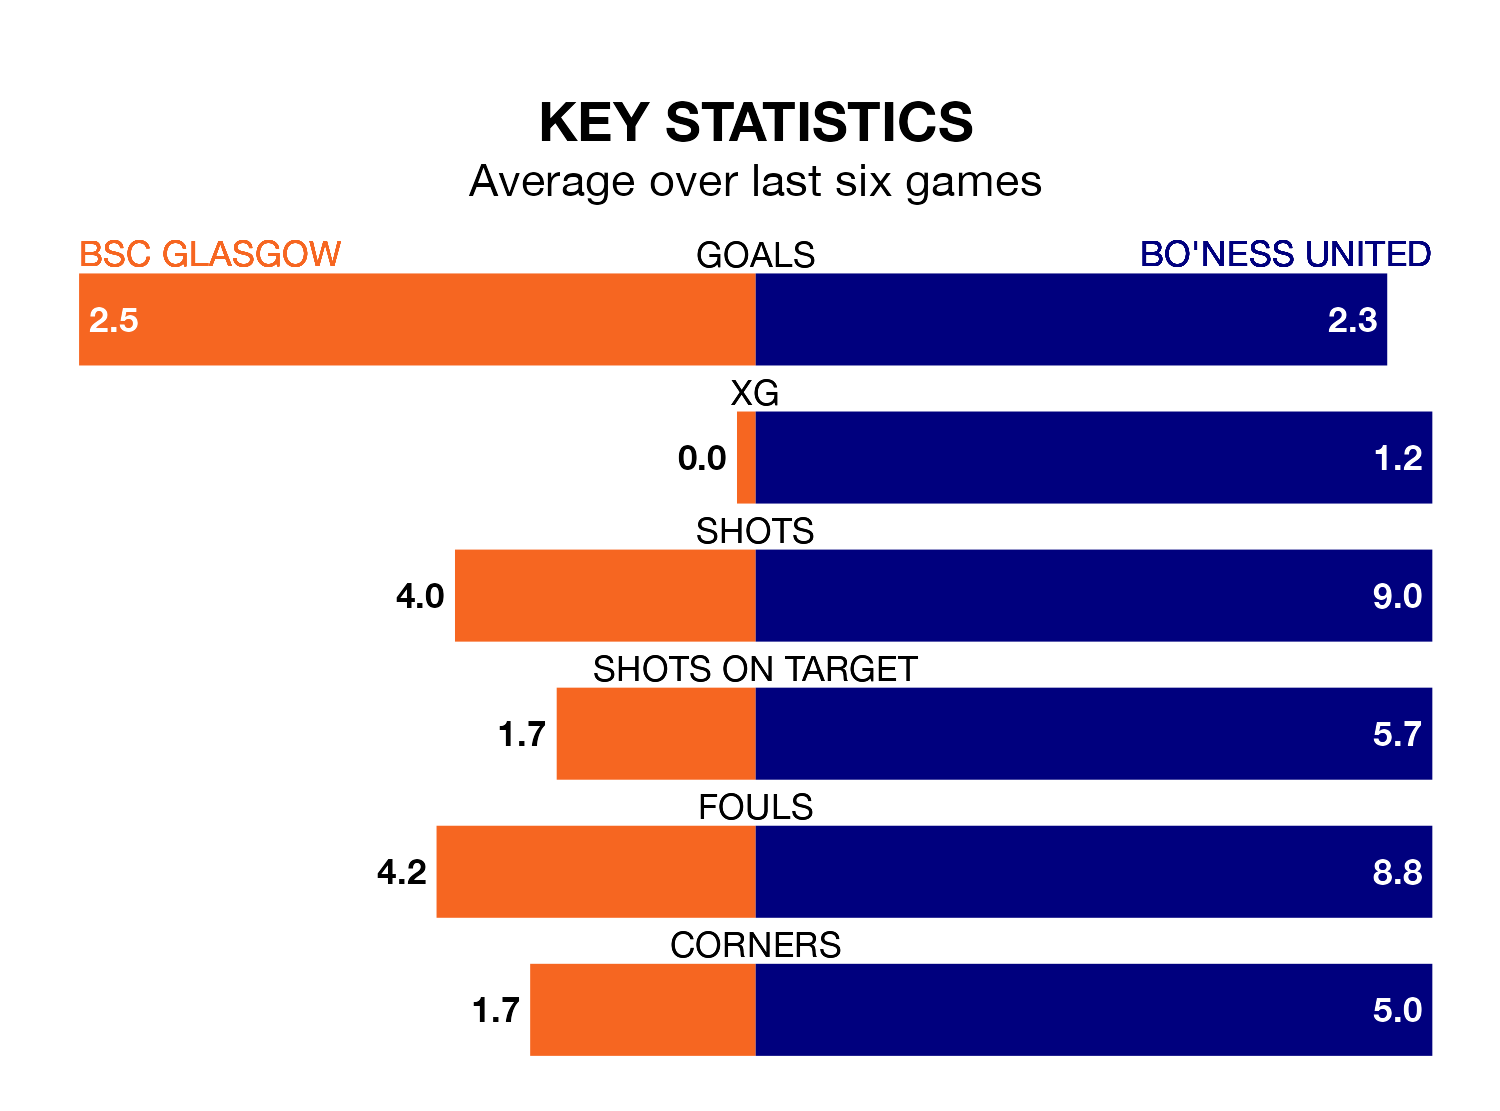 KEY STATISTICS
Average over last six games
BSC GLASGOW GOALS BO'NESS UNITED
2.5 2.3
XG
0.0 1.2
SHOTS
4.0 9.0
SHOTS ON TARGET
1.7 5.7
FOULS
4.2 8.8
CORNERS
1.7 5.0